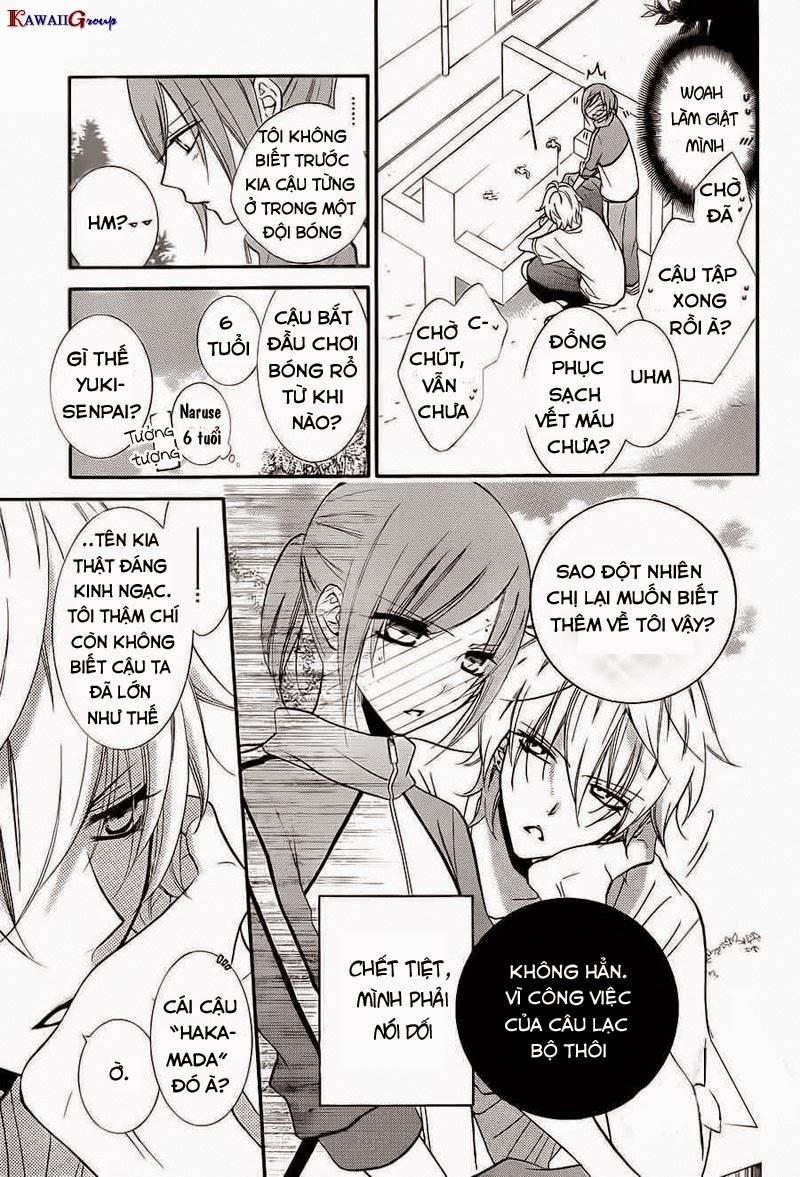 KAWAIIGroup
WOAH
LÀM GIẬT
MÌNH
CHỜ
ĐÃ
CẬU TẬP
XONG
RỒI À?
UHM
ĐỒNG
PHỤC
SẠCH
VẾT MÁU
CHƯA?
C-
CHỜ
CHÚT,
VẪN
CHƯA
TÔI KHÔNG
BIẾT TRƯỚC
KIA CẬU TỪNG
Ở TRONG MỘT
ĐỘI BÓNG
HM?
CẬU BẮT
ĐẦU CHƠI
BÓNG RỔ
TỪ KHI
NÀO?
6
TUỔI
Naruse
6 tuổi
Tưởng
tượng
GÌ THẾ
YUKI-
SENPAI?
SAO ĐỘT NHIÊN
CHỊ LẠI MUỐN BIẾT
THÊM VỀ TÔI VẬY?
KHÔNG HẲN.
VÌ CÔNG VIỆC
CỦA CÂU LẠC
BỘ THÔI
CHẾT TIỆT,
MÌNH PHẢI
NÓI DỐI
..TÊN KIA
THẬT ĐÁNG
KINH NGẠC.
TÔI THẬM CHÍ
CÒN KHÔNG
BIẾT CẬU TA
ĐÃ LỚN
NHƯ THẾ
CÁI CẬU
“HAKA-
MADA”
ĐÓ À?
Ờ.